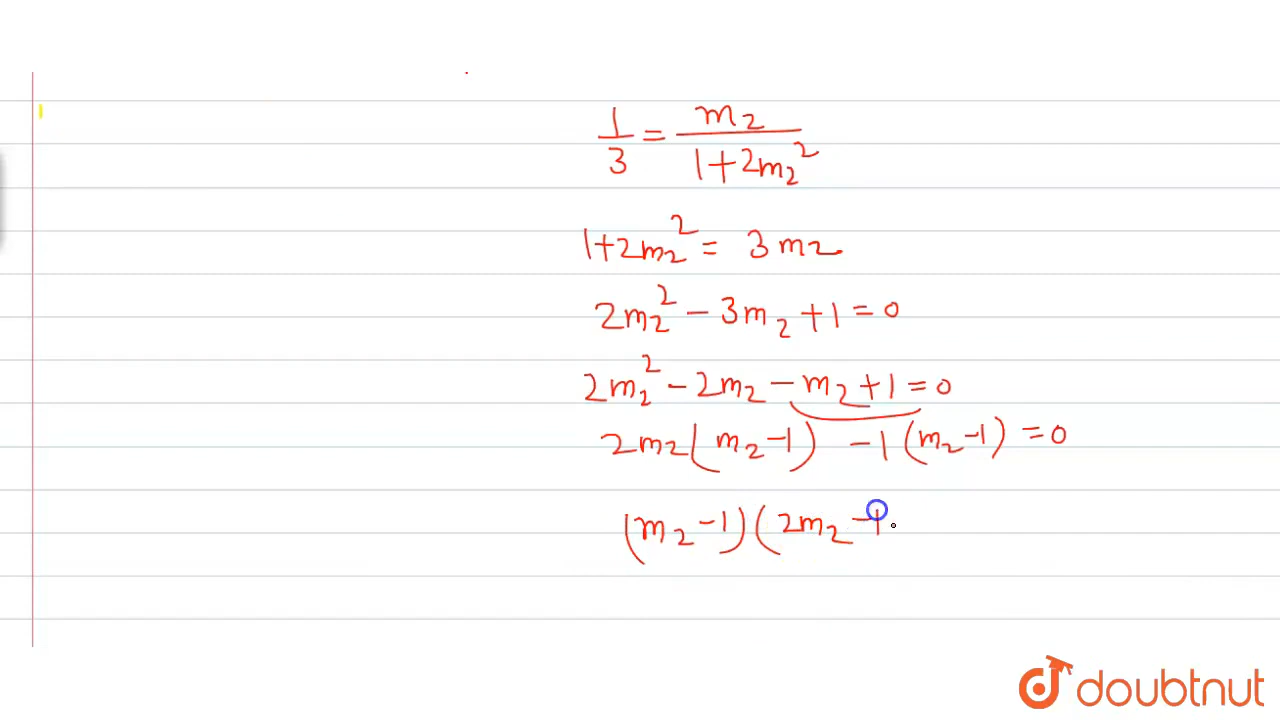 1/3 = m₂/(1+2m₂²)
1+2m₂² = 3m₂
2m₂² - 3m₂ + 1 = 0
2m₂² - 2m₂ - m₂ + 1 = 0
2m₂(m₂-1) -1(m₂-1) = 0
(m₂-1)(2m₂-1
doubtnut